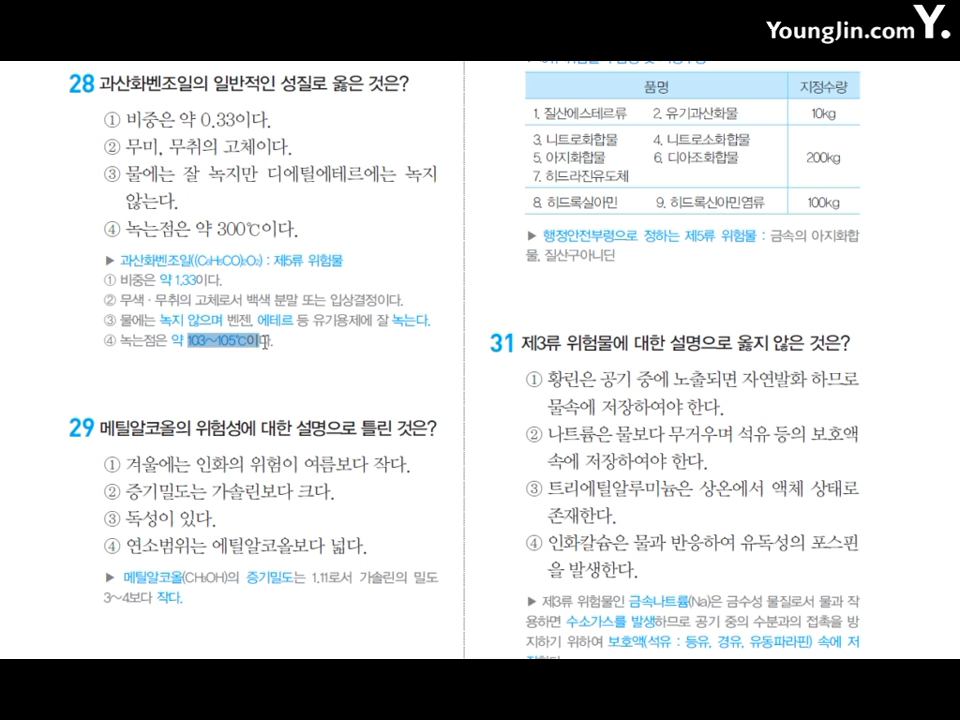 YoungJin.com Y.
28 과산화벤조일의 일반적인 성질로 옳은 것은?
① 비중은 약 0.33이다.
② 무미, 무취의 고체이다.
③ 물에는 잘 녹지만 디에틸에테르에는 녹지
않는다.
④ 녹는점은 약 300℃이다.
▶ 과산화벤조일((C₆H₅CO)₂O₂) : 제5류 위험물
① 비중은 약 1.33이다.
② 무색·무취의 고체로서 백색 분말 또는 입상결정이다.
③ 물에는 녹지 않으며 벤젠, 에테르 등 유기용제에 잘 녹는다.
④ 녹는점은 약 103~105℃이다.
29 메틸알코올의 위험성에 대한 설명으로 틀린 것은?
① 겨울에는 인화의 위험이 여름보다 작다.
② 증기밀도는 가솔린보다 크다.
③ 독성이 있다.
④ 연소범위는 에틸알코올보다 넓다.
▶ 메틸알코올(CH₃OH)의 증기밀도는 1.11로서 가솔린의 밀도
3~4보다 작다.
품명 지정수량
1. 질산에스테르류 2. 유기과산화물 10kg
3. 니트로화합물 4. 니트로소화합물
5. 아지화합물 6. 디아조화합물 200kg
7. 히드라진유도체
8. 히드록실아민 9. 히드록신아민염류 100kg
▶ 행정안전부령으로 정하는 제5류 위험물 : 금속의 아지화합
물, 질산구아니딘
31 제3류 위험물에 대한 설명으로 옳지 않은 것은?
① 황린은 공기 중에 노출되면 자연발화 하므로
물속에 저장하여야 한다.
② 나트륨은 물보다 무거우며 석유 등의 보호액
속에 저장하여야 한다.
③ 트리에틸알루미늄은 상온에서 액체 상태로
존재한다.
④ 인화칼슘은 물과 반응하여 유독성의 포스핀
을 발생한다.
▶ 제3류 위험물인 금속나트륨(Na)은 금수성 물질로서 물과 작
용하면 수소가스를 발생하므로 공기 중의 수분과의 접촉을 방
지하기 위하여 보호액(석유 : 등유, 경유, 유동파라핀) 속에 저